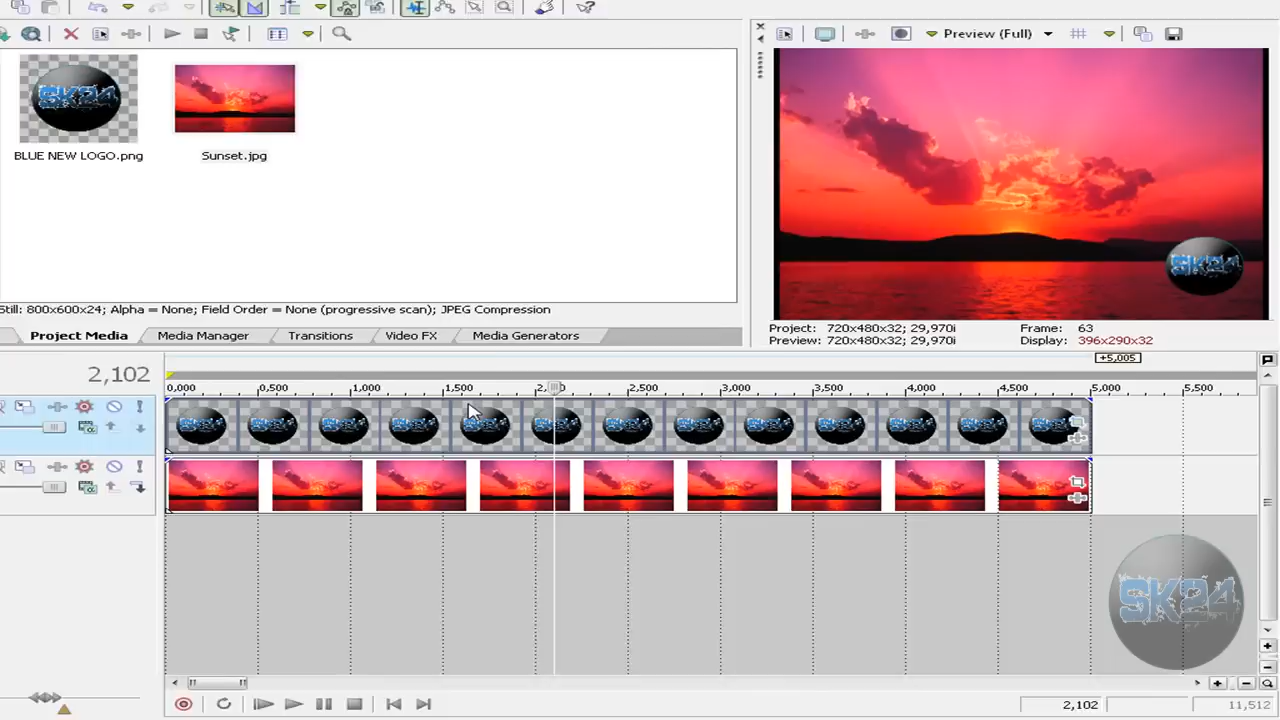 Preview (Full)
SK24
BLUE NEW LOGO.png
Sunset.jpg
SK24
Still: 800x600x24; Alpha = None; Field Order = None (progressive scan); JPEG Compression
Project: 720x480x32; 29,970i
Frame: 63
Preview: 720x480x32; 29,970i
Display: 396x290x32
Project Media
Media Manager
Transitions
Video FX
Media Generators
+5,005
2,102
0,000 0,500 1,000 1,500 2,500 3,000 3,500 4,000 4,500 5,000 5,500
SK24
2,102
11,512